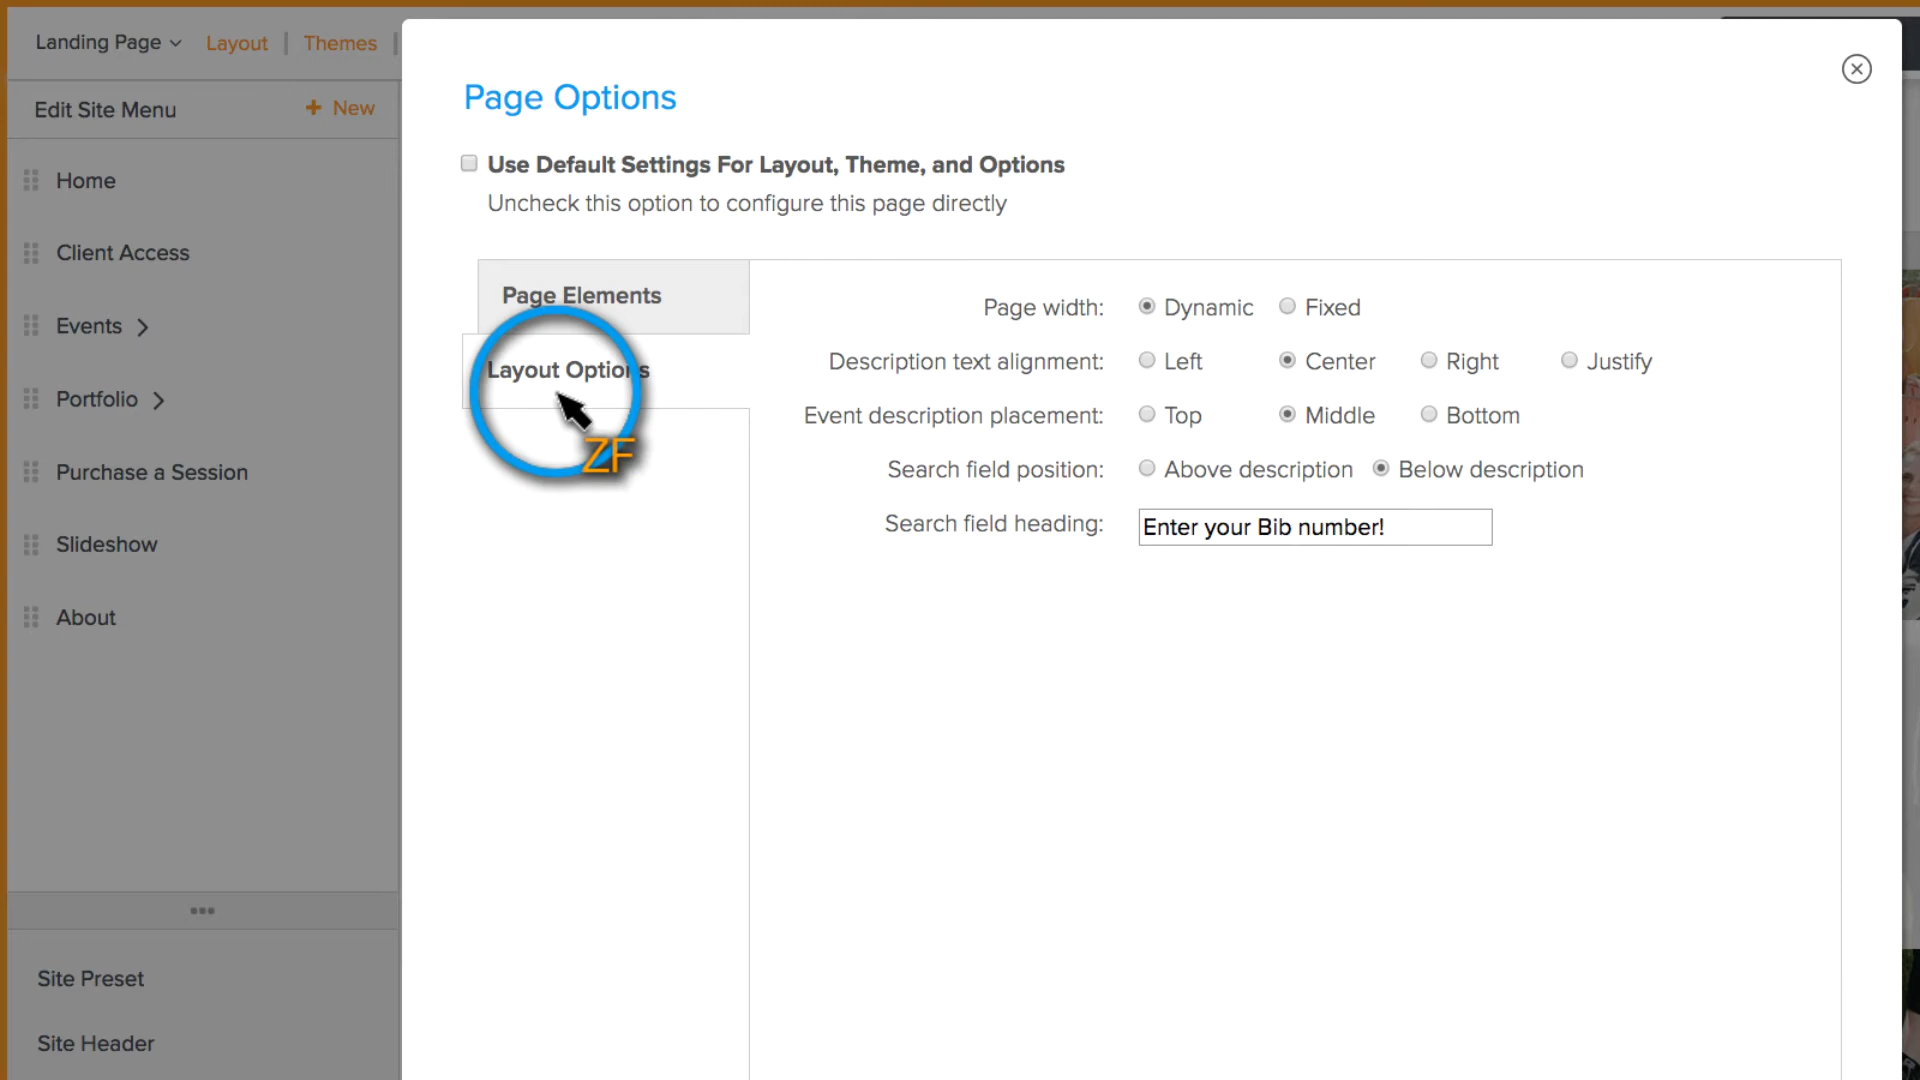 Landing Page
Layout | Themes |
Edit Site Menu
+ New
Home
Client Access
Events
Portfolio
Purchase a Session
Slideshow
About
Site Preset
Site Header
Page Options
Use Default Settings For Layout, Theme, and Options
Uncheck this option to configure this page directly
Page Elements
Layout Options
ZF
Page width: Dynamic Fixed
Description text alignment: Left Center Right Justify
Event description placement: Top Middle Bottom
Search field position: Above description Below description
Search field heading: Enter your Bib number!